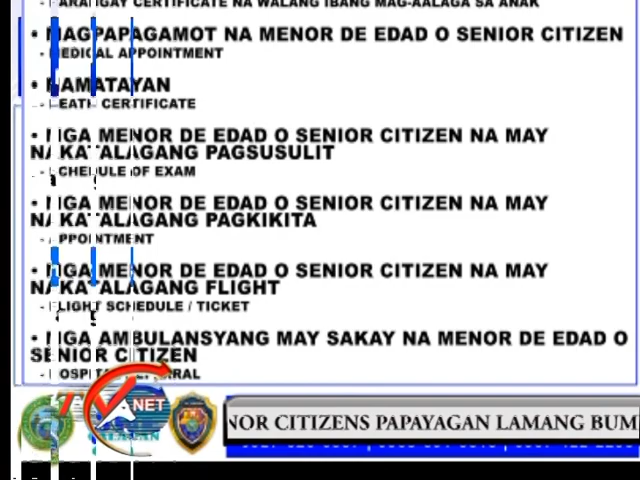 BARANGAY CERTIFICATE NA WALANG IBANG MAG-AALAGA SA ANAK
• MAGPAPAGAMOT NA MENOR DE EDAD O SENIOR CITIZEN
- MEDICAL APPOINTMENT
• NAMATAYAN
- DEATH CERTIFICATE
• MGA MENOR DE EDAD O SENIOR CITIZEN NA MAY
NAKATALAGANG PAGSUSULIT
- SCHEDULE OF EXAM
• MGA MENOR DE EDAD O SENIOR CITIZEN NA MAY
NAKATALAGANG PAGKIKITA
- APPOINTMENT
• MGA MENOR DE EDAD O SENIOR CITIZEN NA MAY
NAKATALAGANG FLIGHT
- FLIGHT SCHEDULE / TICKET
• MGA AMBULANSYANG MAY SAKAY NA MENOR DE EDAD O
SENIOR CITIZEN
- HOSPITAL REFERRAL
NET
NOR CITIZENS PAPAYAGAN LAMANG BUM